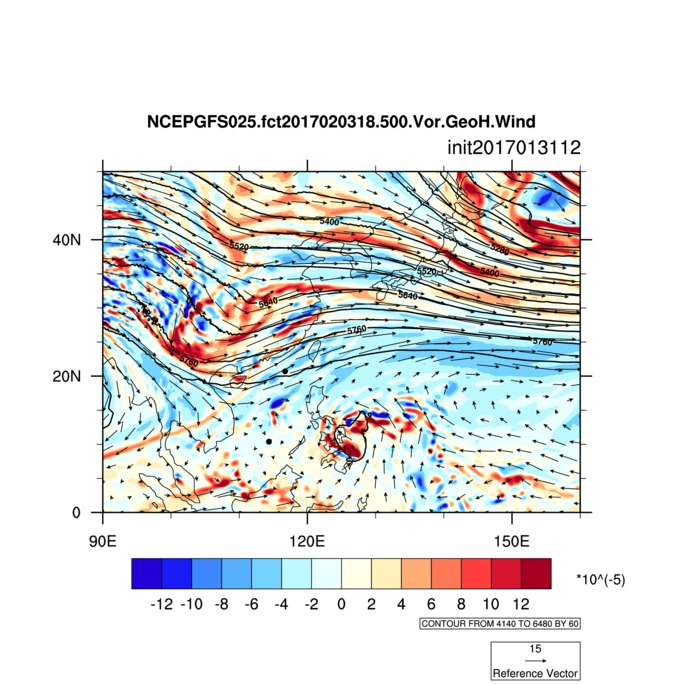 NCEPGFS025.fct2017020318.500.Vor.GeoH.Wind
init2017013112
40N
20N
0
90E 120E 150E
5400
5520
5280
5400
5520
5640
5640
5760
5760
5760
-12 -10 -8 -6 -4 -2 0 2 4 6 8 10 12
*10^(-5)
CONTOUR FROM 4140 TO 6480 BY 60
15
Reference Vector